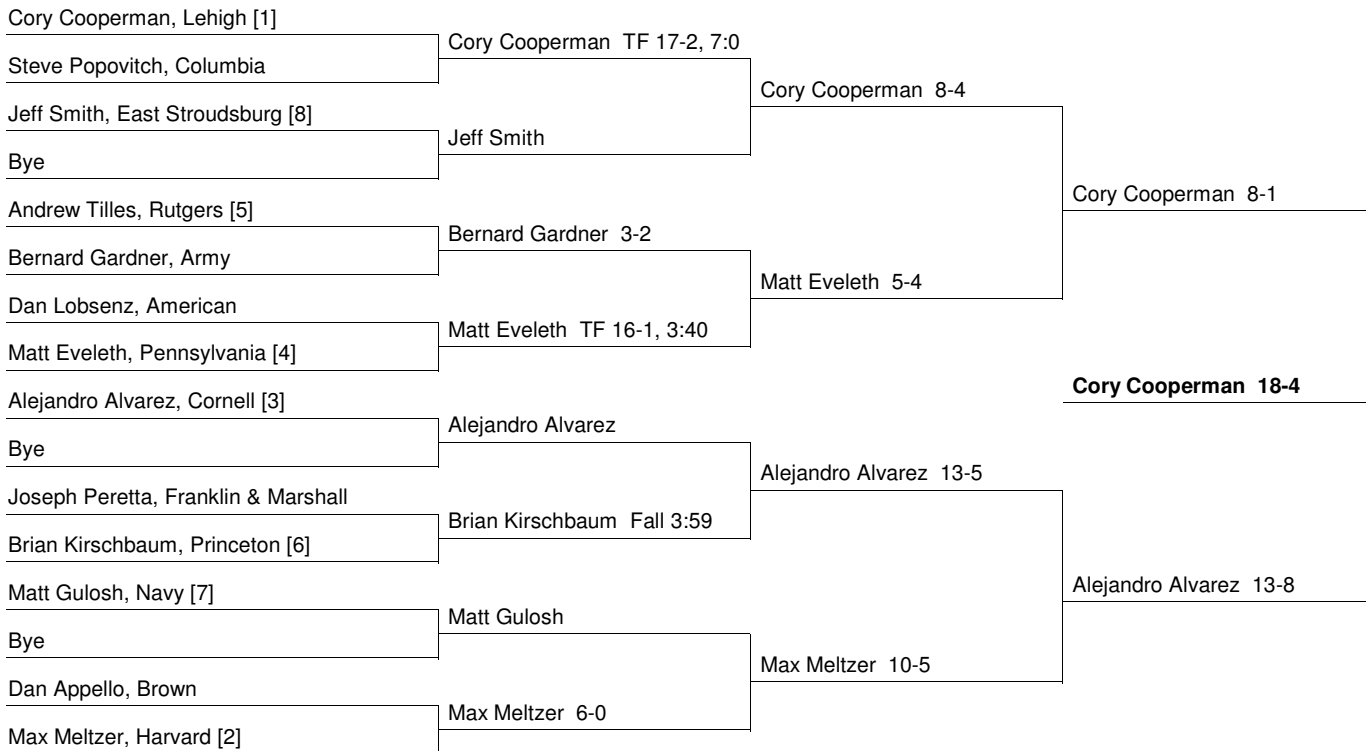 Cory Cooperman, Lehigh [1]
Steve Popovitch, Columbia
Jeff Smith, East Stroudsburg [8]
Bye
Andrew Tilles, Rutgers [5]
Bernard Gardner, Army
Dan Lobsenz, American
Matt Eveleth, Pennsylvania [4]
Alejandro Alvarez, Cornell [3]
Bye
Joseph Peretta, Franklin & Marshall
Brian Kirschbaum, Princeton [6]
Matt Gulosh, Navy [7]
Bye
Dan Appello, Brown
Max Meltzer, Harvard [2]
Cory Cooperman TF 17-2, 7:0
Jeff Smith
Bernard Gardner 3-2
Matt Eveleth TF 16-1, 3:40
Alejandro Alvarez
Brian Kirschbaum Fall 3:59
Matt Gulosh
Max Meltzer 6-0
Cory Cooperman 8-4
Matt Eveleth 5-4
Alejandro Alvarez 13-5
Max Meltzer 10-5
Cory Cooperman 8-1
Cory Cooperman 18-4
Alejandro Alvarez 13-8